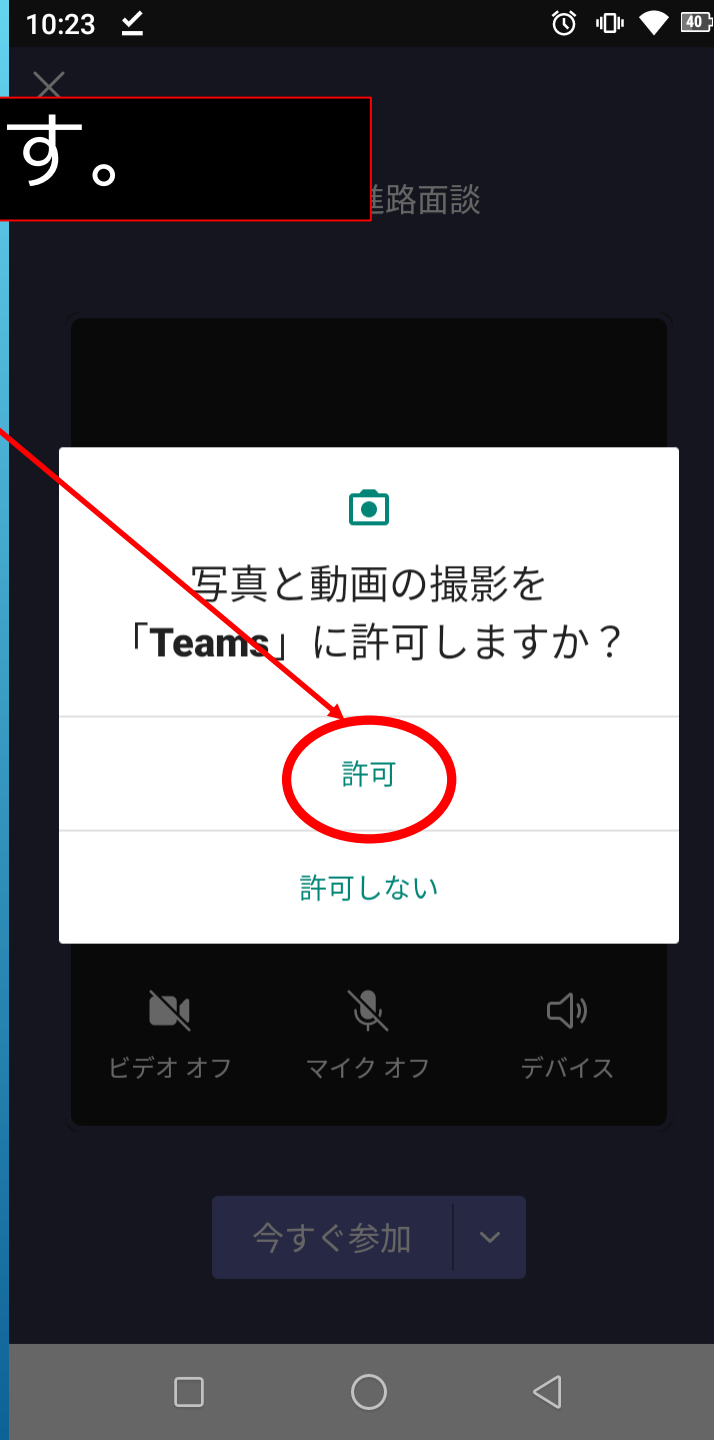 10:23
40
す。
路面談
写真と動画の撮影を
「Teams」に許可しますか？
許可
許可しない
ビデオ オフ
マイク オフ
デバイス
今すぐ参加